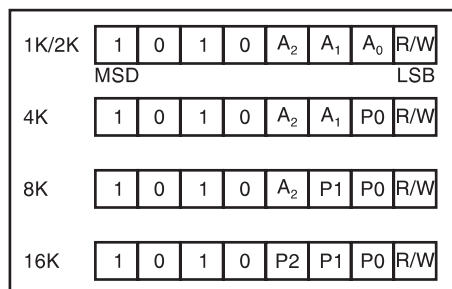 1K/2K 1 0 1 0 A₂ A₁ A₀ R/W
MSD LSB
4K 1 0 1 0 A₂ A₁ P0 R/W
8K 1 0 1 0 A₂ P1 P0 R/W
16K 1 0 1 0 P2 P1 P0 R/W